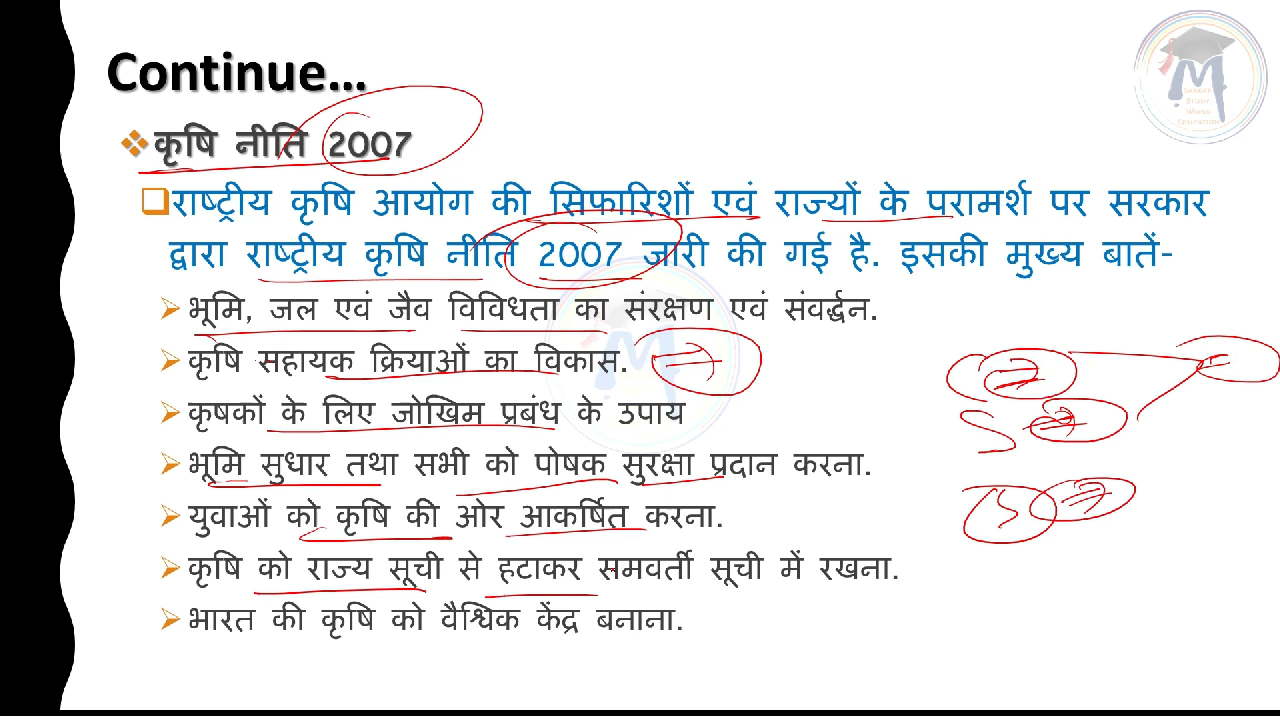 Continue...
कृषि नीति 2007
राष्ट्रीय कृषि आयोग की सिफारिशों एवं राज्यों के परामर्श पर सरकार
द्वारा राष्ट्रीय कृषि नीति 2007 जारी की गई है. इसकी मुख्य बातें-
भूमि, जल एवं जैव विविधता का संरक्षण एवं संवर्द्धन.
कृषि सहायक क्रियाओं का विकास.
कृषकों के लिए जोखिम प्रबंध के उपाय
भूमि सुधार तथा सभी को पोषक सुरक्षा प्रदान करना.
युवाओं को कृषि की ओर आकर्षित करना.
कृषि को राज्य सूची से हटाकर समवर्ती सूची में रखना.
भारत की कृषि को वैश्विक केंद्र बनाना.